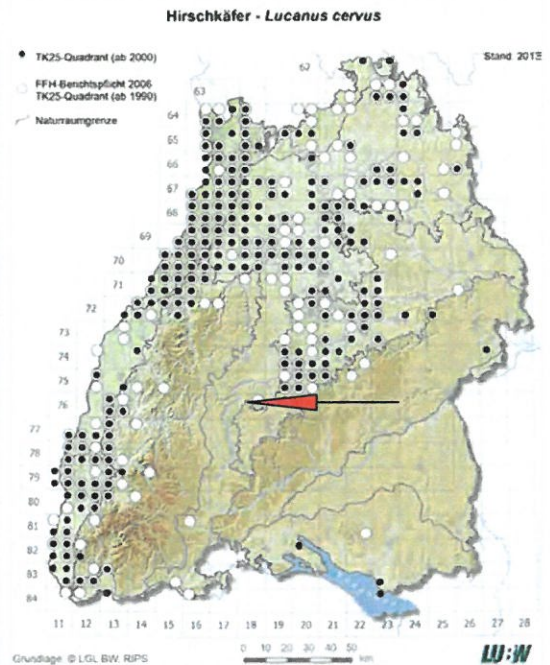 Hirschkäfer - Lucanus cervus
TK25-Quadrant (ab 2000)
FFH-Berichtspflicht 2006
TK25-Quadrant (ab 1990)
Naturraumgrenze
Stand: 2013
62
63
64
65
66
67
68
69
70
71
72
73
74
75
76
77
78
79
80
81
82
83
84
11 12 13 14 15 16 17 18 19 20 21 22 23 24 25 26 27 28
Grundlage: © LGL BW, RIPS
0 10 20 30 40 50
km
LU:W